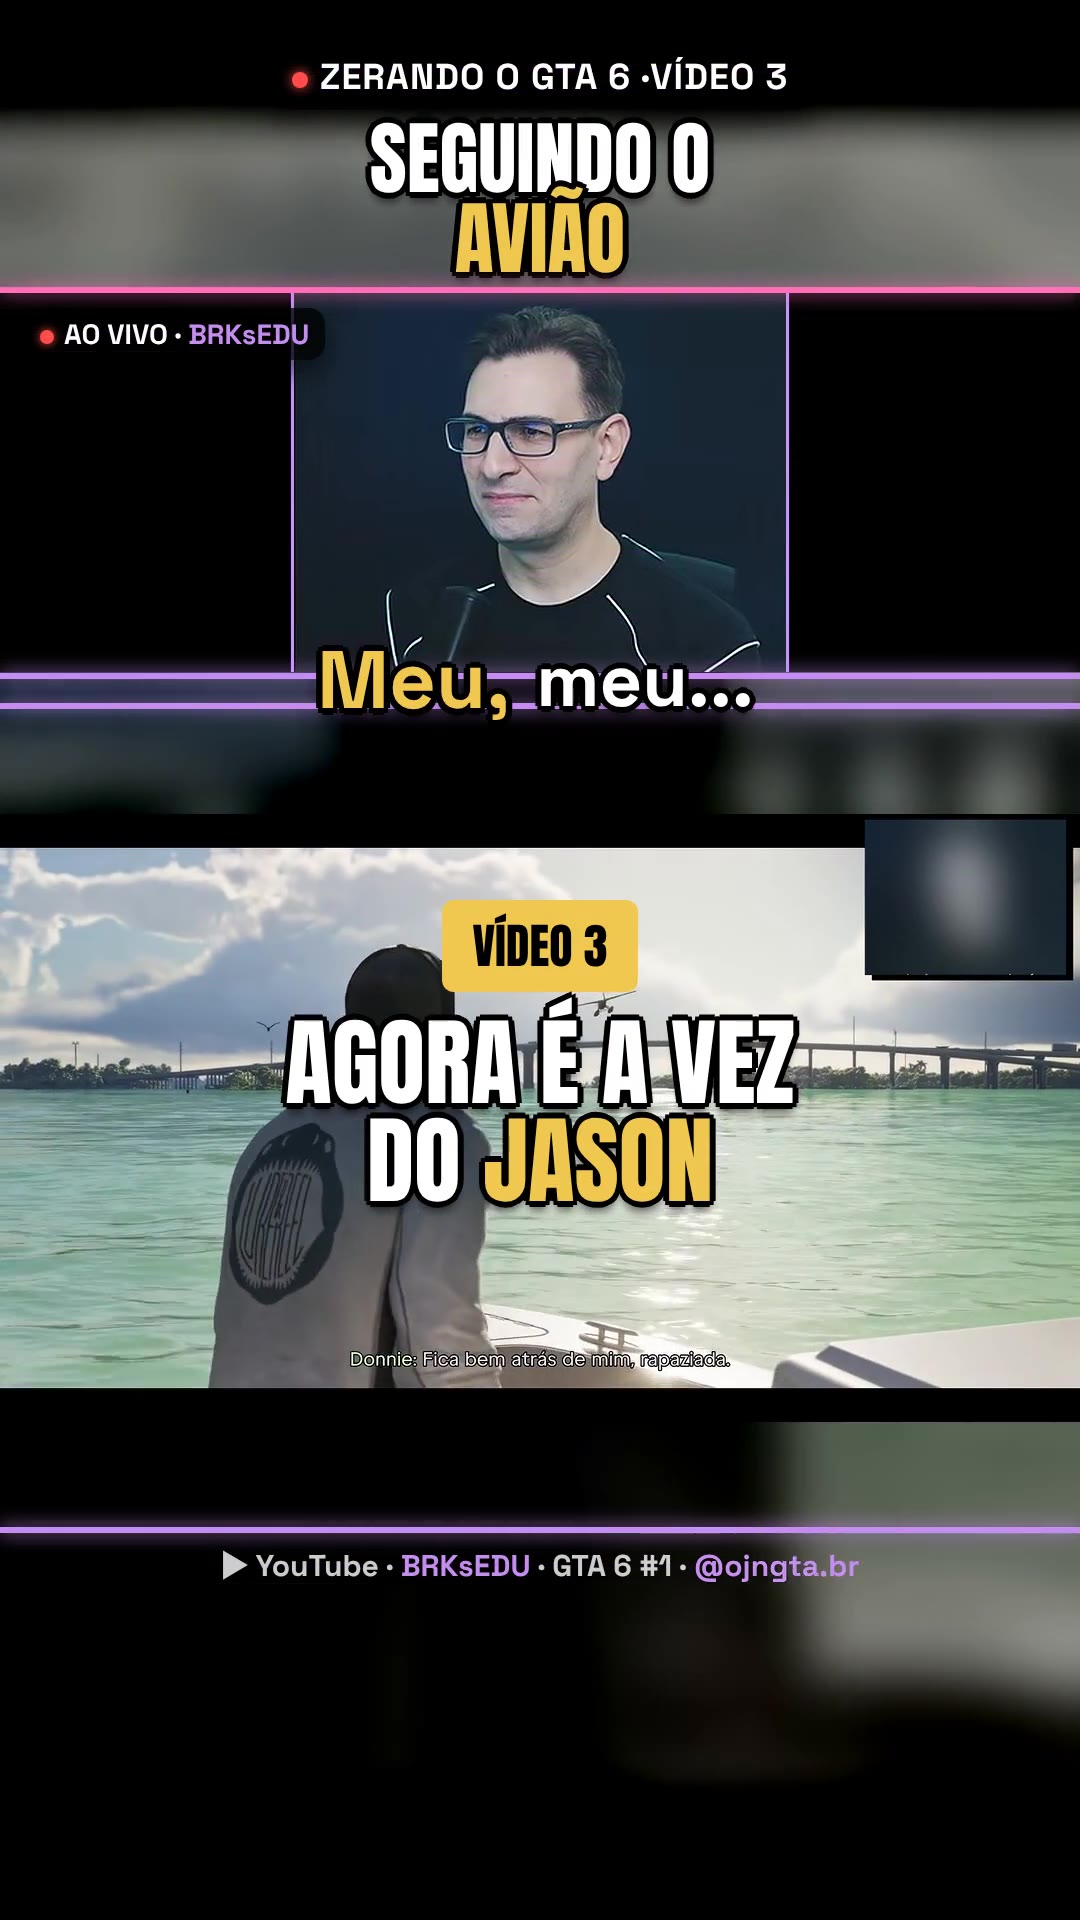 ZERANDO O GTA 6 ·VÍDEO 3
SEGUINDO O
AVIÃO
AO VIVO · BRKsEDU
Meu, meu...
VÍDEO 3
AGORA É A VEZ
DO JASON
Donnie: Fica bem atrás de mim, rapaziada.
▶ YouTube · BRKsEDU · GTA 6 #1 · @ojngta.br